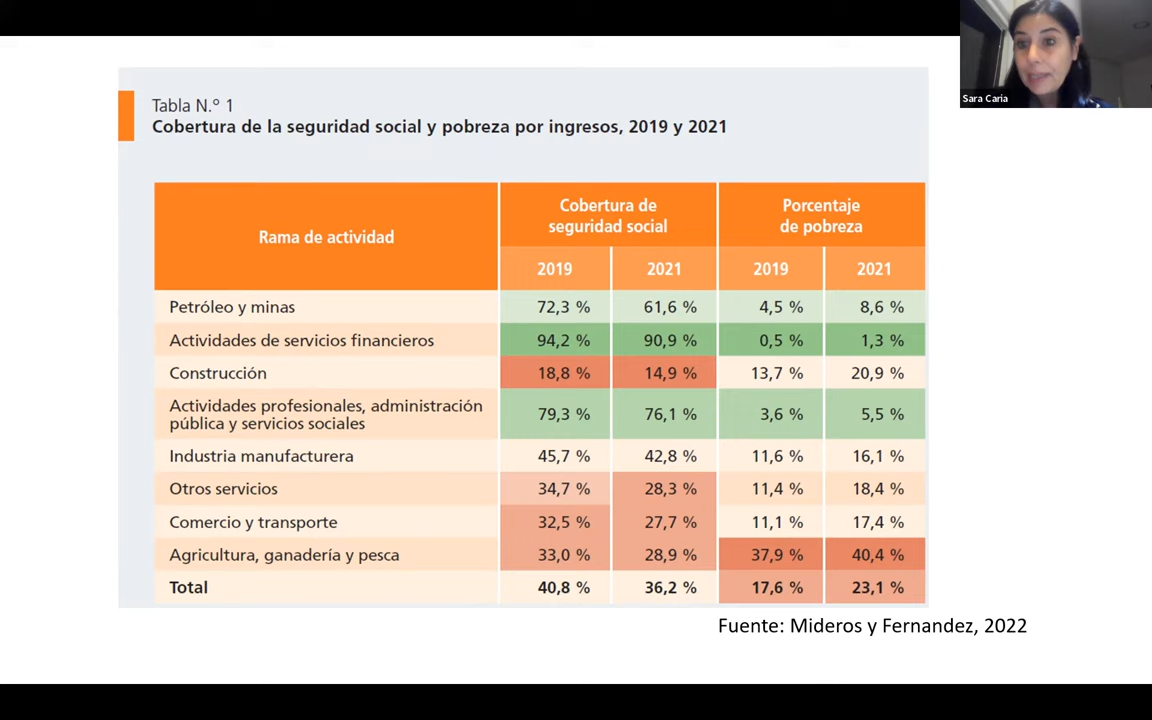 Sara Caria
Tabla N.º 1
Cobertura de la seguridad social y pobreza por ingresos, 2019 y 2021
Rama de actividad
Cobertura de
seguridad social
Porcentaje
de pobreza
2019 2021 2019 2021
Petróleo y minas 72,3 % 61,6 % 4,5 % 8,6 %
Actividades de servicios financieros 94,2 % 90,9 % 0,5 % 1,3 %
Construcción 18,8 % 14,9 % 13,7 % 20,9 %
Actividades profesionales, administración
pública y servicios sociales 79,3 % 76,1 % 3,6 % 5,5 %
Industria manufacturera 45,7 % 42,8 % 11,6 % 16,1 %
Otros servicios 34,7 % 28,3 % 11,4 % 18,4 %
Comercio y transporte 32,5 % 27,7 % 11,1 % 17,4 %
Agricultura, ganadería y pesca 33,0 % 28,9 % 37,9 % 40,4 %
Total 40,8 % 36,2 % 17,6 % 23,1 %
Fuente: Mideros y Fernandez, 2022